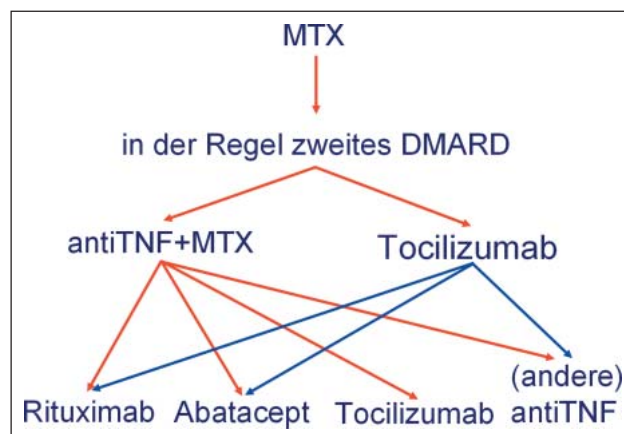 MTX
in der Regel zweites DMARD
antiTNF+MTX Tocilizumab
(andere)
Rituximab Abatacept Tocilizumab antiTNF